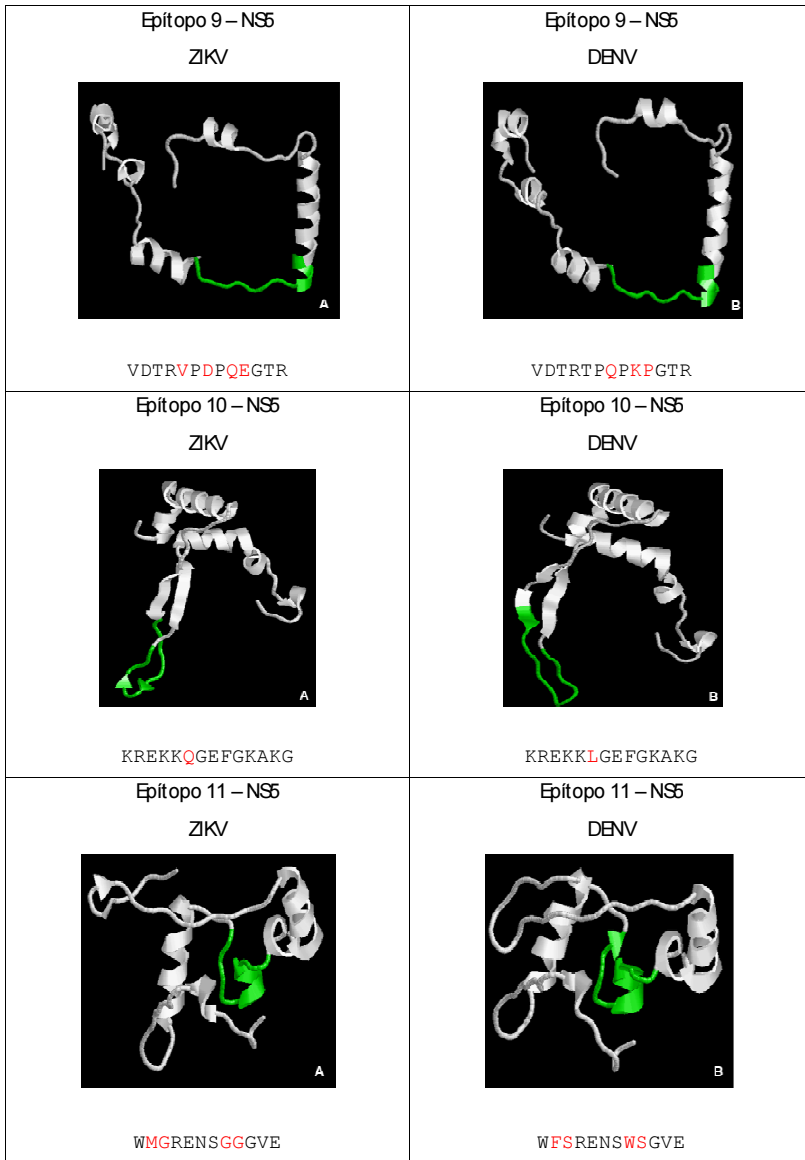 Epítopo 9 – NS5
ZIKV
A
VDTRVPDPQEGTR
Epítopo 9 – NS5
DENV
B
VDTRTPQPKPGTR
Epítopo 10 – NS5
ZIKV
A
KREKKQGEFGKAKG
Epítopo 10 – NS5
DENV
B
KREKKLGEFGKAKG
Epítopo 11 – NS5
ZIKV
A
WMGRENSGGGVE
Epítopo 11 – NS5
DENV
B
WFSRENSWSGVE